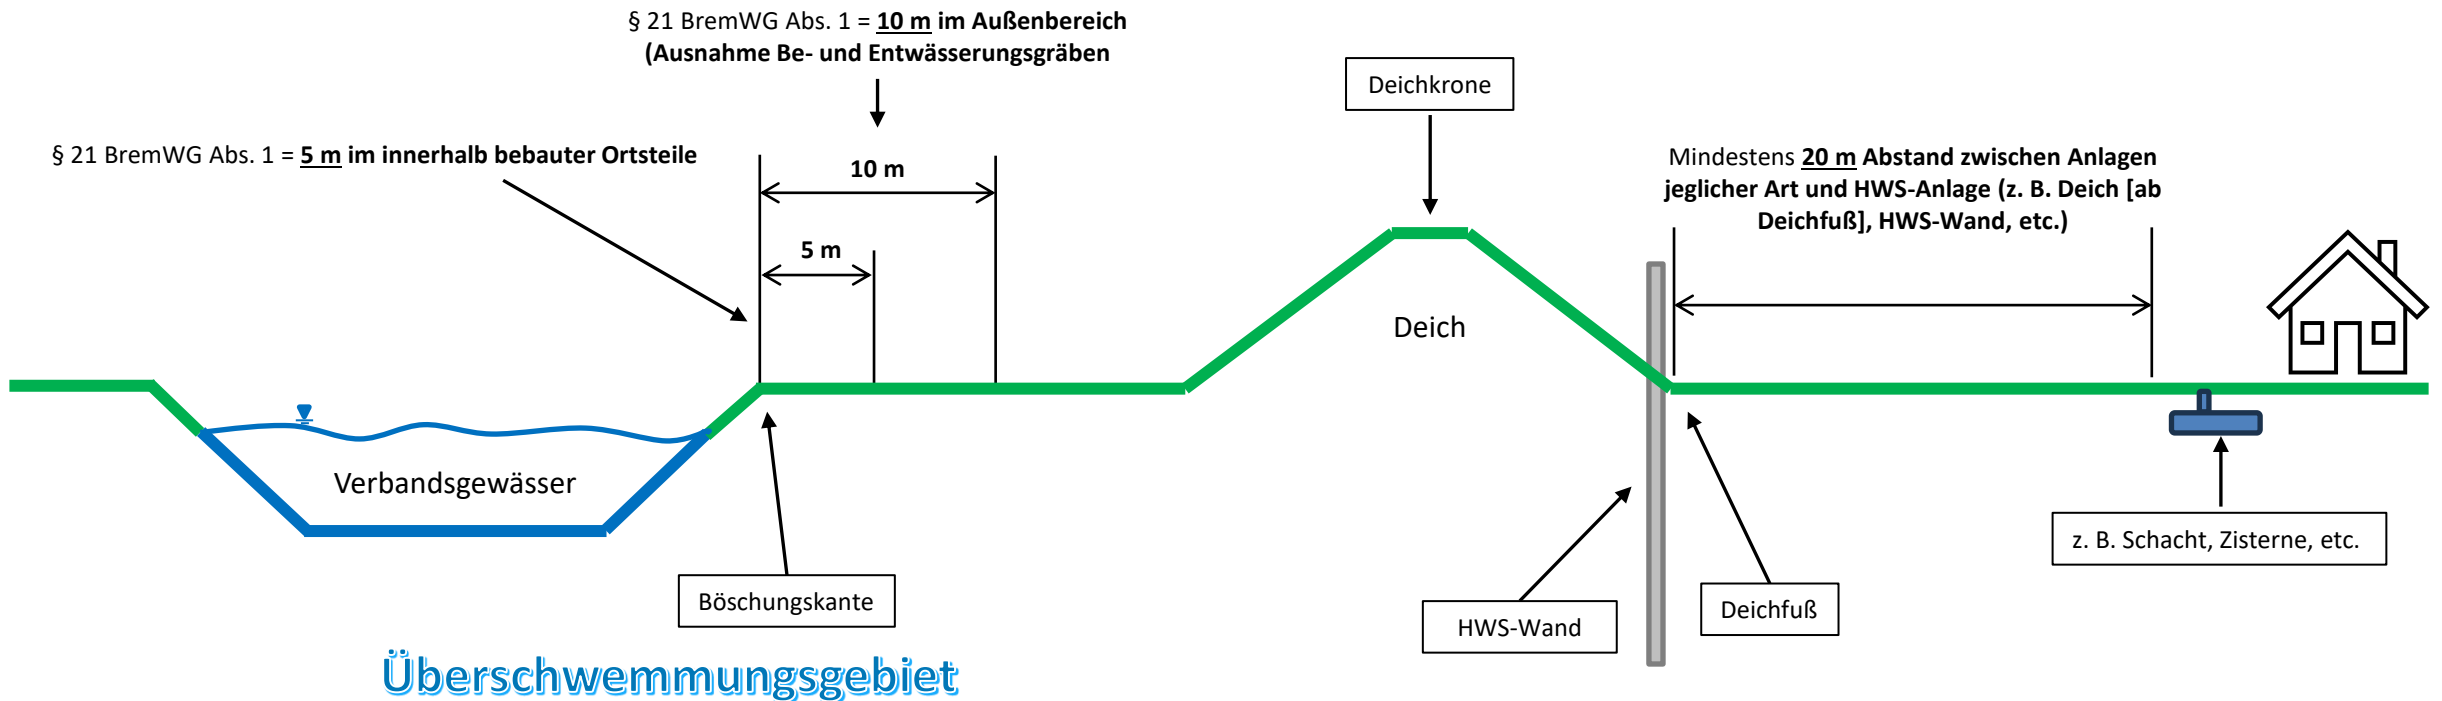 § 21 BremWG Abs. 1 = 10 m im Außenbereich
(Ausnahme Be- und Entwässerungsgräben
Deichkrone
§ 21 BremWG Abs. 1 = 5 m im innerhalb bebauter Ortsteile
10 m
Mindestens 20 m Abstand zwischen Anlagen
jeglicher Art und HWS-Anlage (z. B. Deich [ab
Deichfuß], HWS-Wand, etc.)
5 m
Deich
Verbandsgewässer
z. B. Schacht, Zisterne, etc.
Böschungskante
Deichfuß
HWS-Wand
Überschwemmungsgebiet